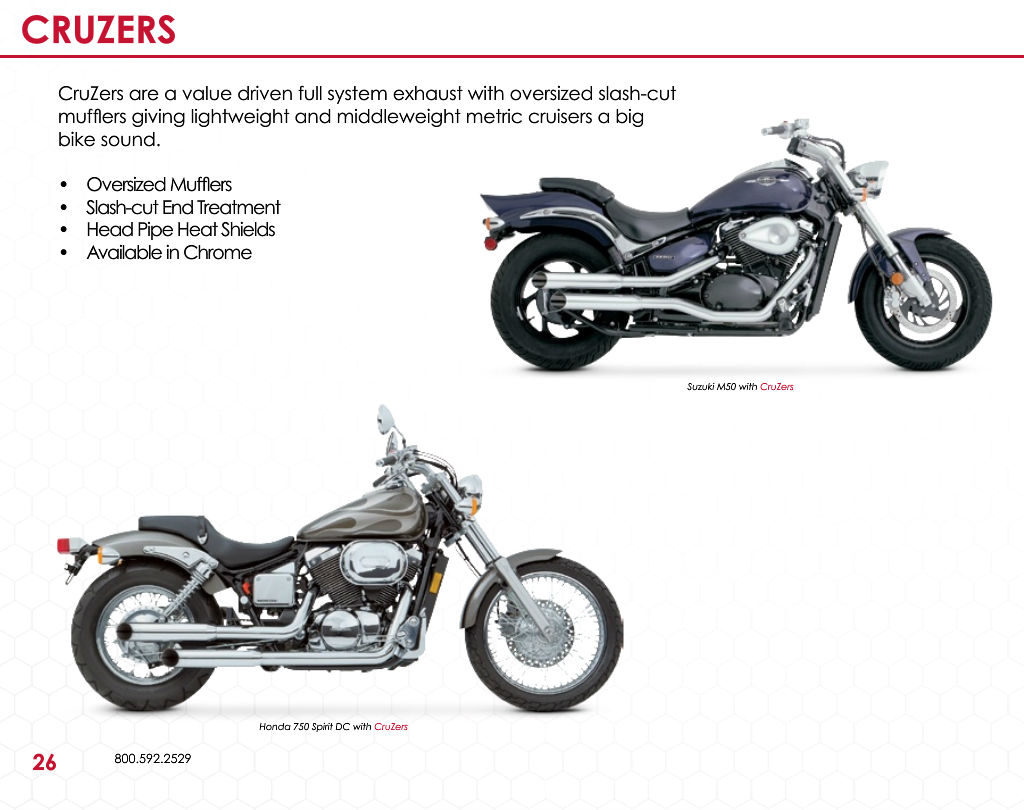 CRUZERS
CruZers are a value driven full system exhaust with oversized slash-cut
mufflers giving lightweight and middleweight metric cruisers a big
bike sound.
• Oversized Mufflers
• Slash-cut End Treatment
• Head Pipe Heat Shields
• Available in Chrome
Suzuki M50 with CruZers
Honda 750 Spirit DC with CruZers
26
800.592.2529